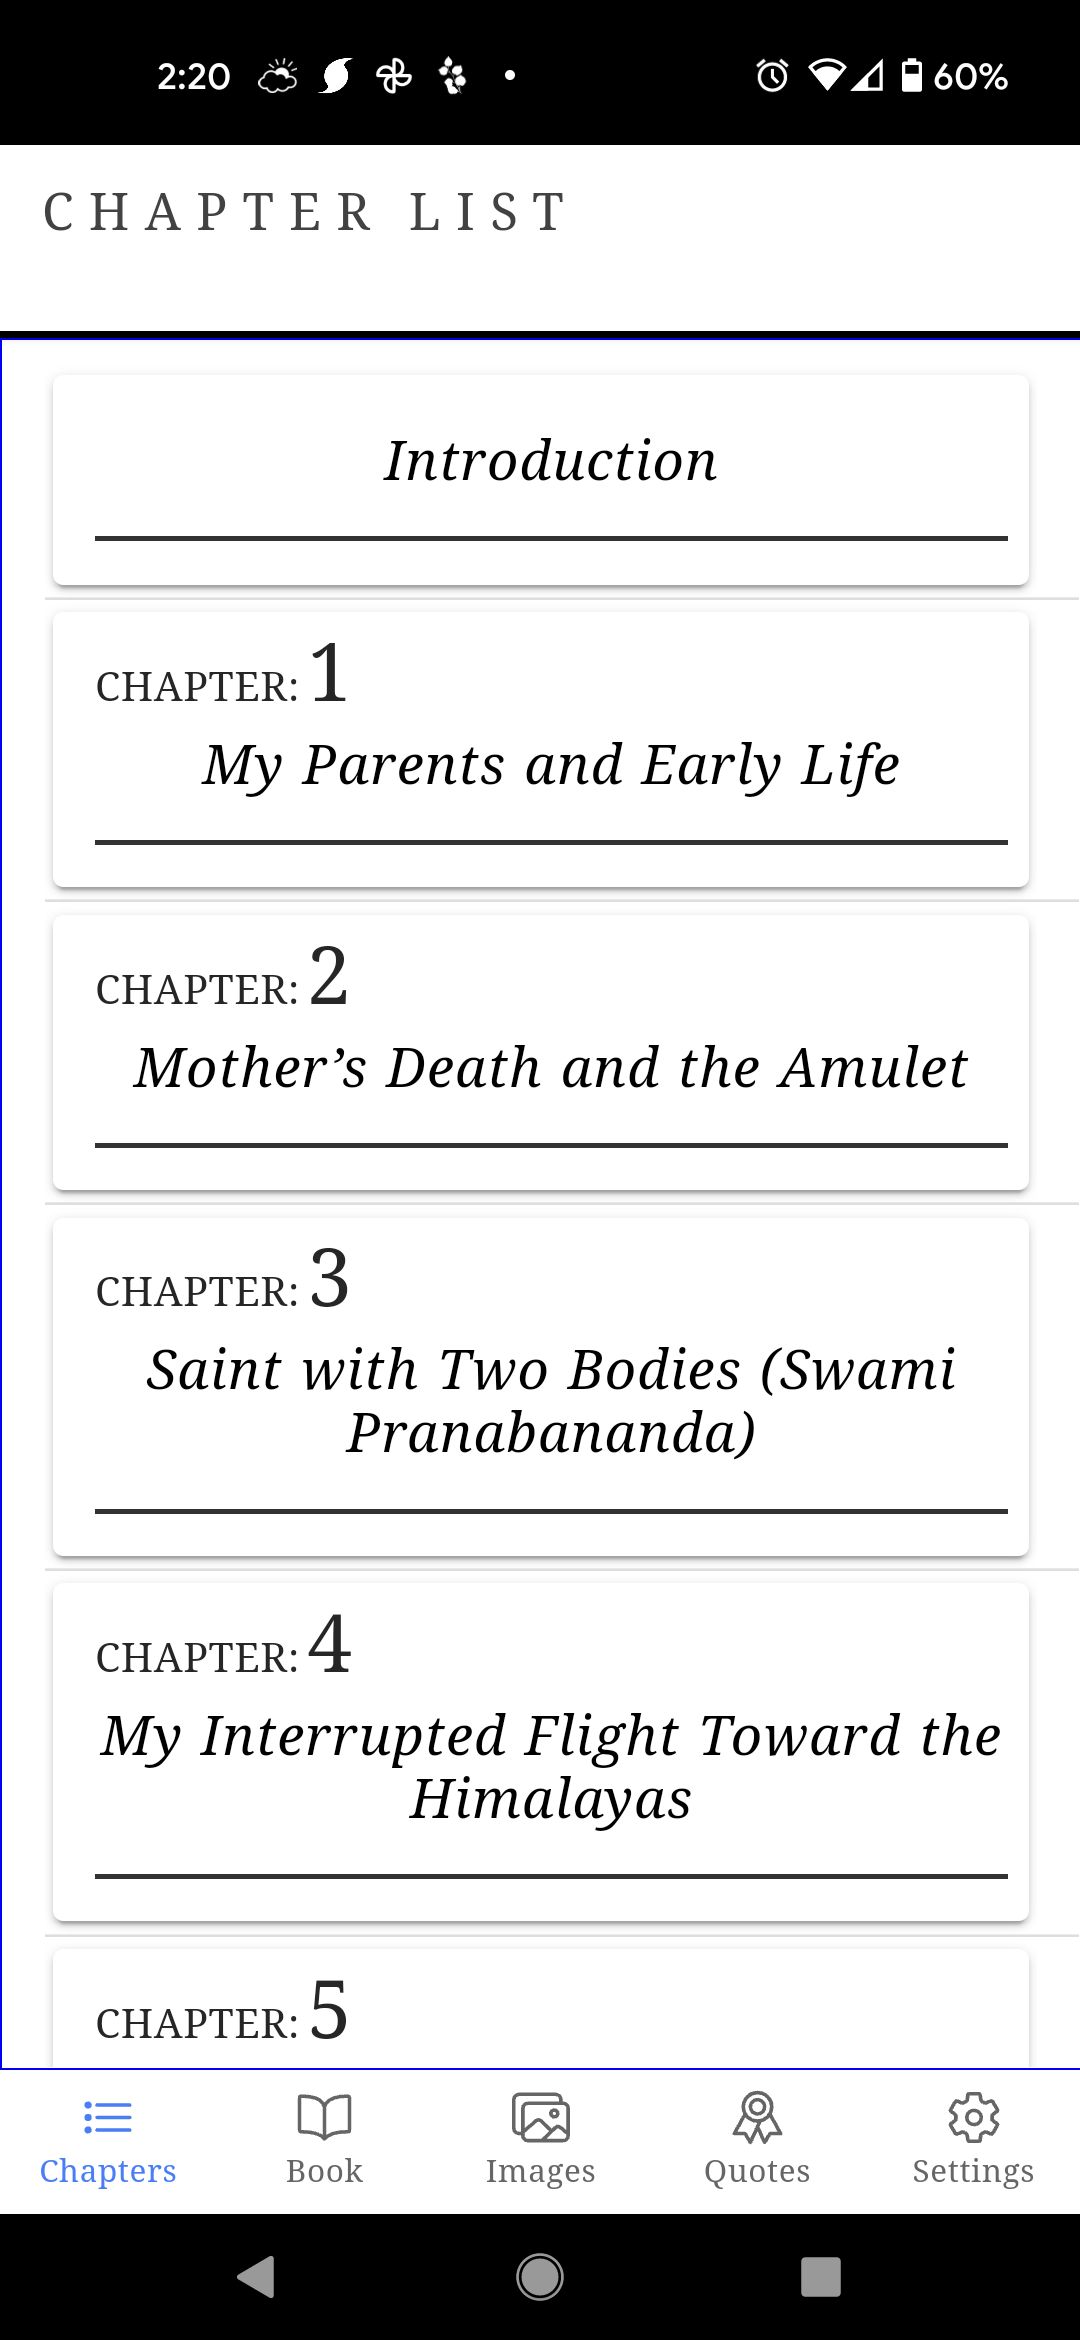 2:20
60%
CHAPTER LIST
Introduction
CHAPTER: 1
My Parents and Early Life
CHAPTER: 2
Mother’s Death and the Amulet
CHAPTER: 3
Saint with Two Bodies (Swami
Pranabananda)
CHAPTER: 4
My Interrupted Flight Toward the
Himalayas
CHAPTER: 5
Chapters Book Images Quotes Settings